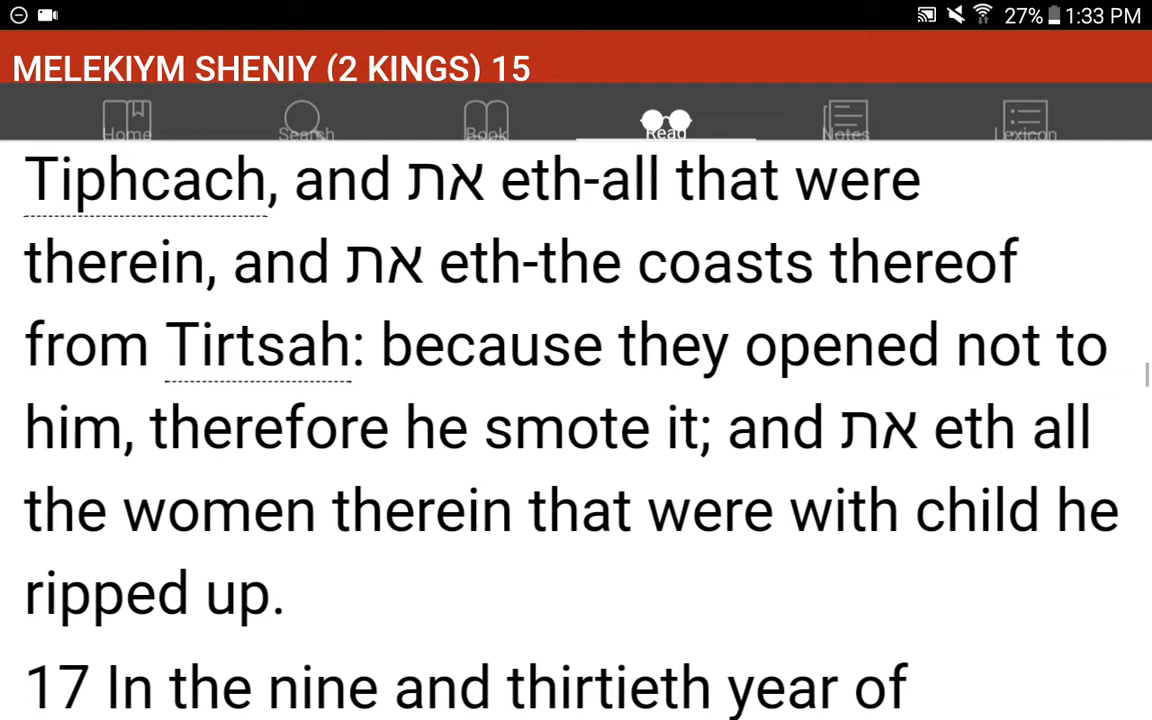 27% 1:33 PM
MELEKIYM SHENIY (2 KINGS) 15
Home Search Book Read Notes Lexicon
Tiphcach, and את eth-all that were
therein, and את eth-the coasts thereof
from Tirtsah: because they opened not to
him, therefore he smote it; and את eth all
the women therein that were with child he
ripped up.
17 In the nine and thirtieth year of